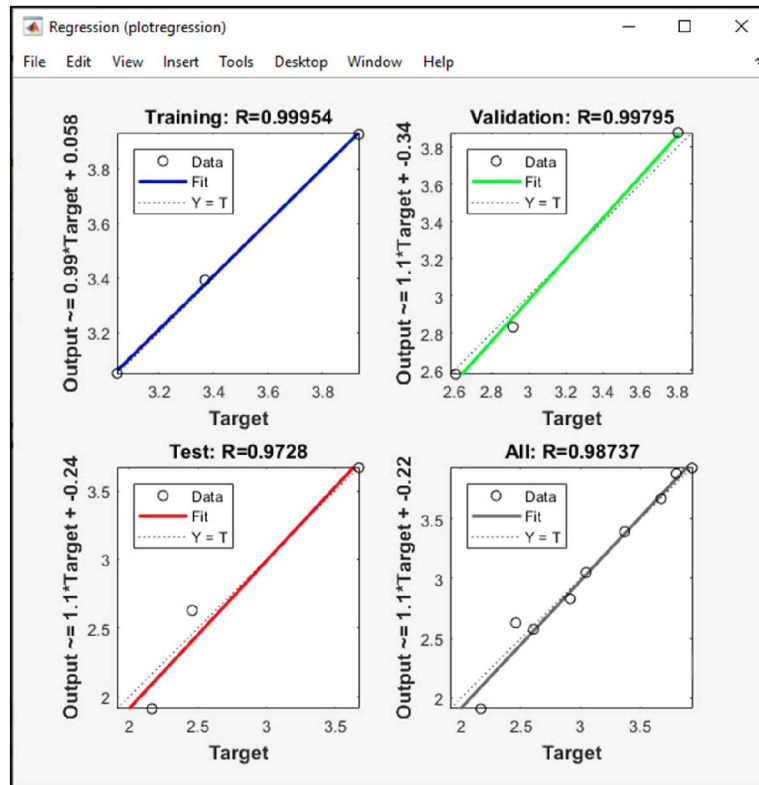 Regression (plotregression)
File Edit View Insert Tools Desktop Window Help
Training: R=0.99954
Output ~= 0.99*Target + 0.058
3.8
3.6
3.4
3.2
Data
Fit
Y = T
3.2 3.4 3.6 3.8
Target
Validation: R=0.99795
Output ~= 1.1*Target + -0.34
3.8
3.6
3.4
3.2
3
2.8
2.6
Data
Fit
Y = T
2.6 2.8 3 3.2 3.4 3.6 3.8
Target
Test: R=0.9728
Output ~= 1.1*Target + -0.24
3.5
3
2.5
2
Data
Fit
Y = T
2 2.5 3 3.5
Target
All: R=0.98737
Output ~= 1.1*Target + -0.22
3.5
3
2.5
2
Data
Fit
Y = T
2 2.5 3 3.5
Target